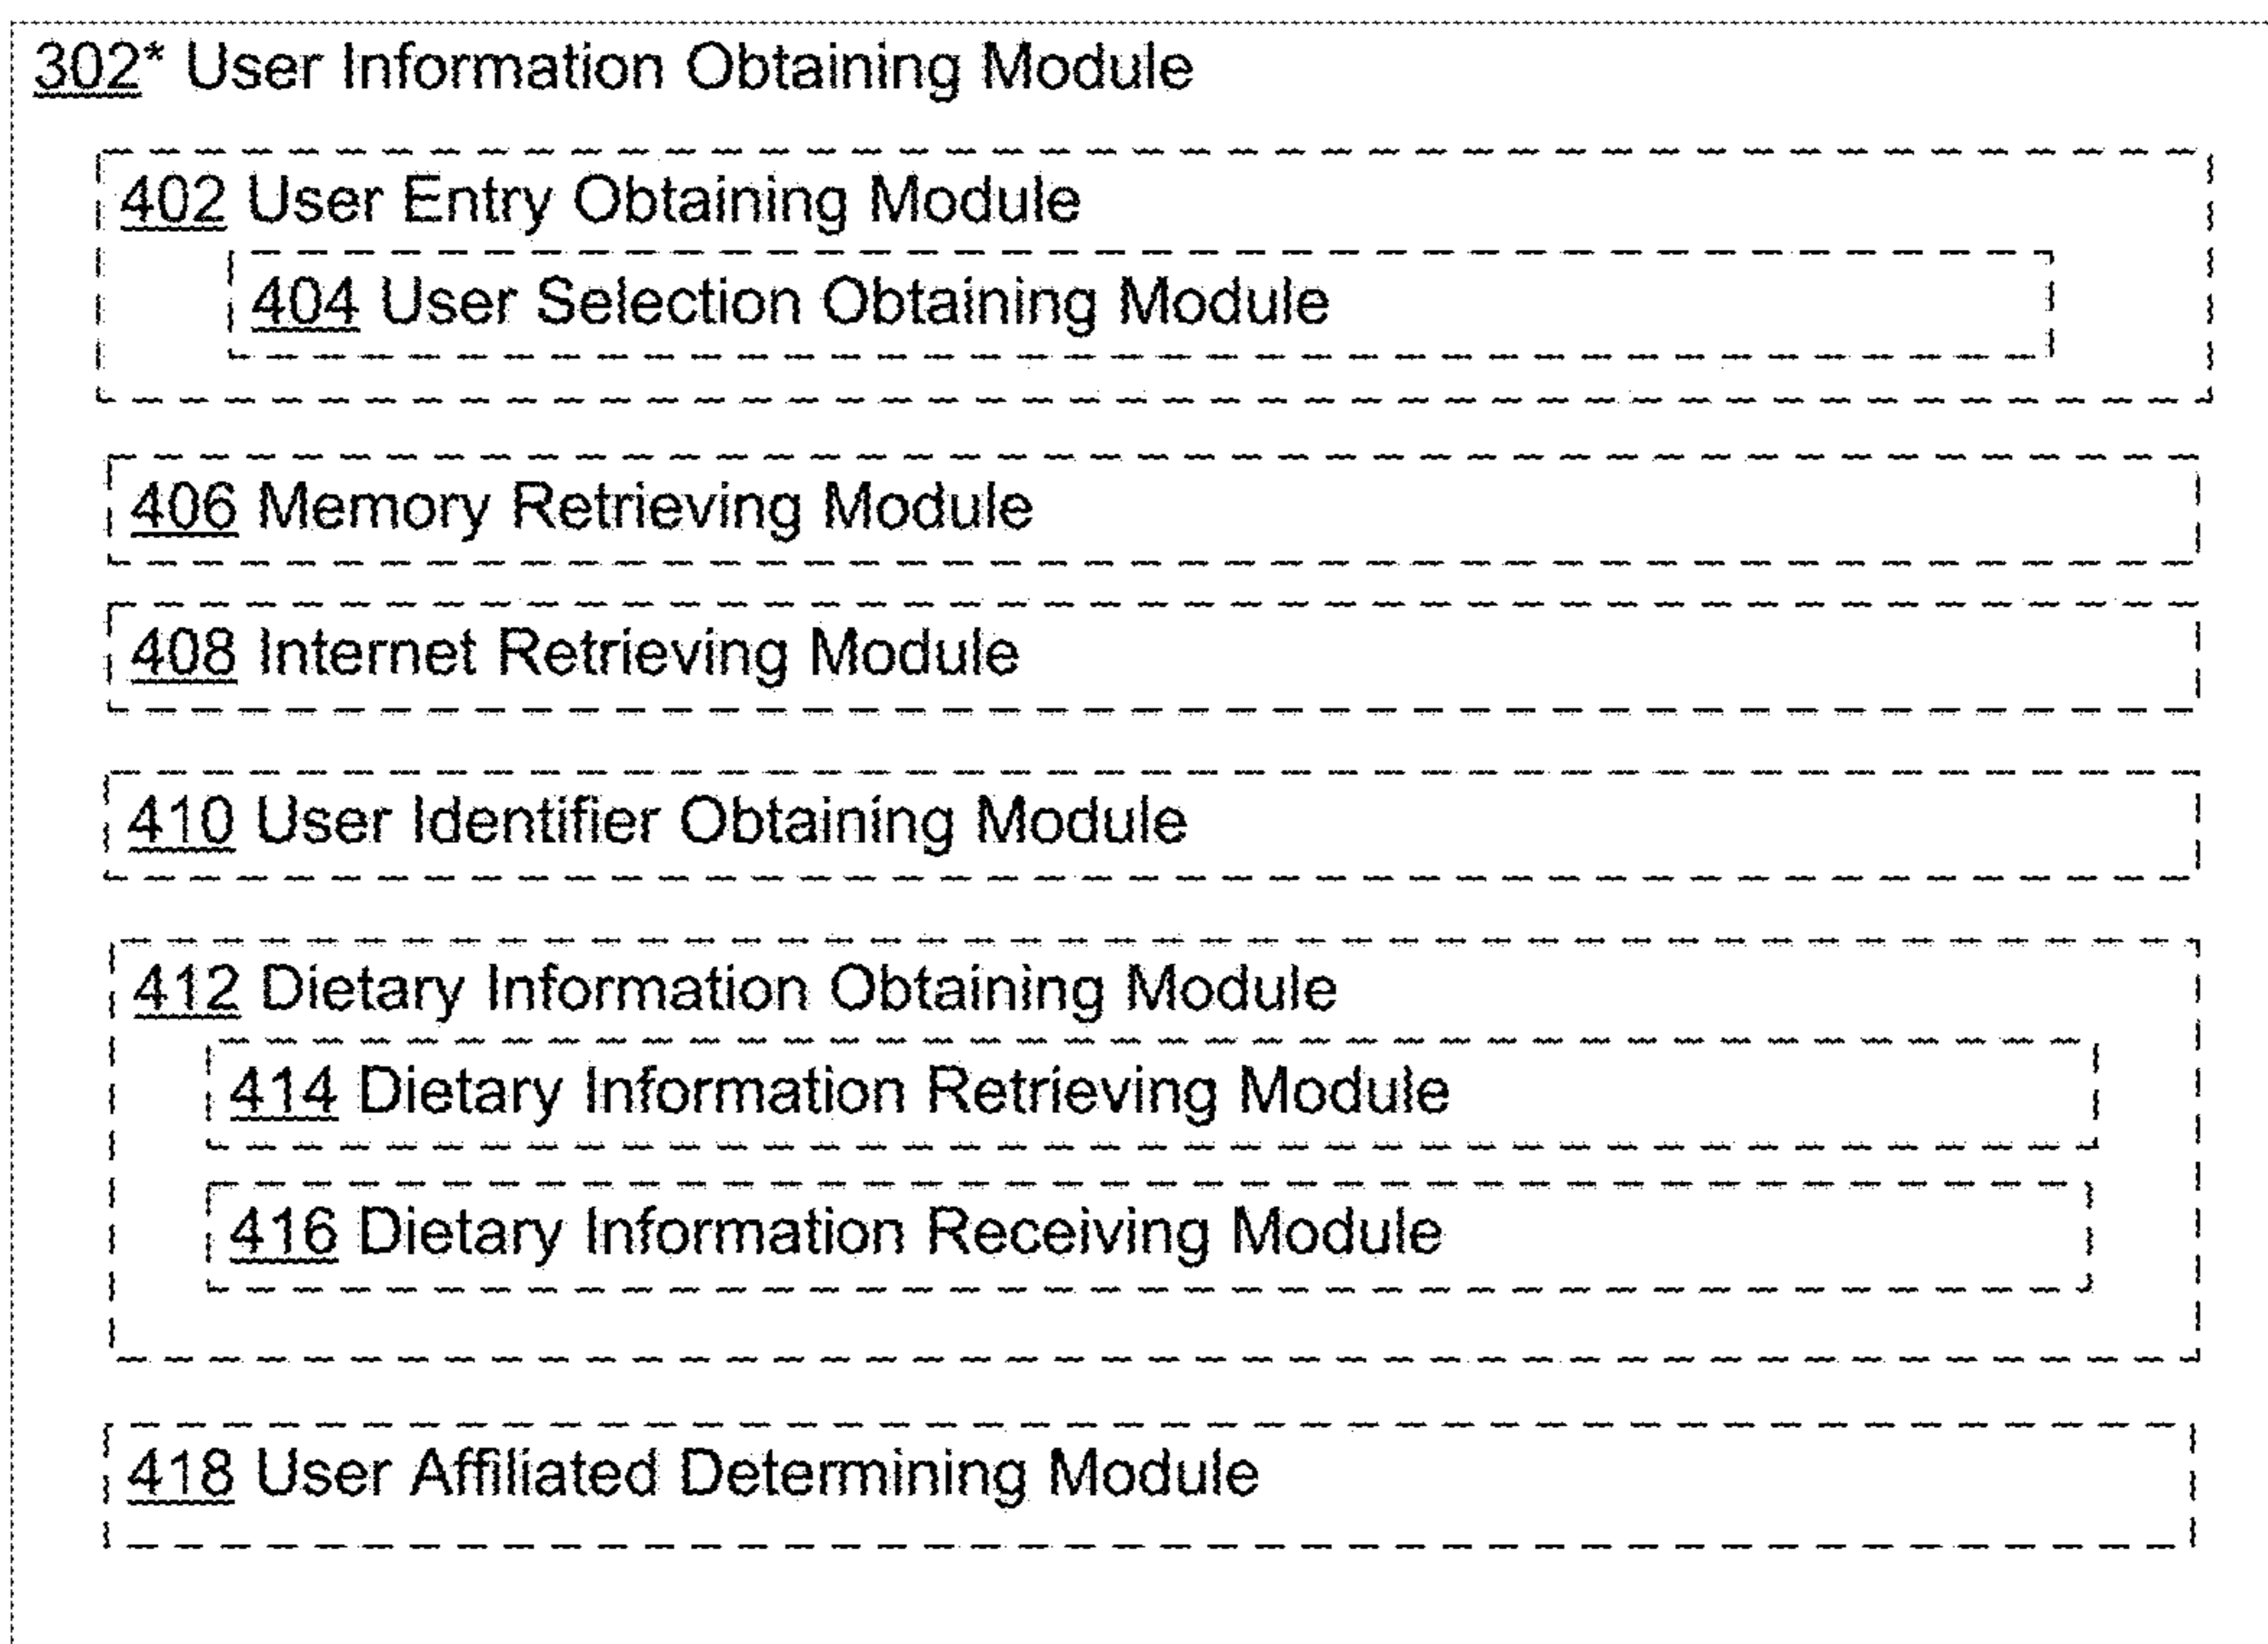 302* User Information Obtaining Module
402 User Entry Obtaining Module
404 User Selection Obtaining Module
406 Memory Retrieving Module
408 Internet Retrieving Module
410 User Identifier Obtaining Module
412 Dietary Information Obtaining Module
414 Dietary Information Retrieving Module
416 Dietary Information Receiving Module
418 User Affiliated Determining Module